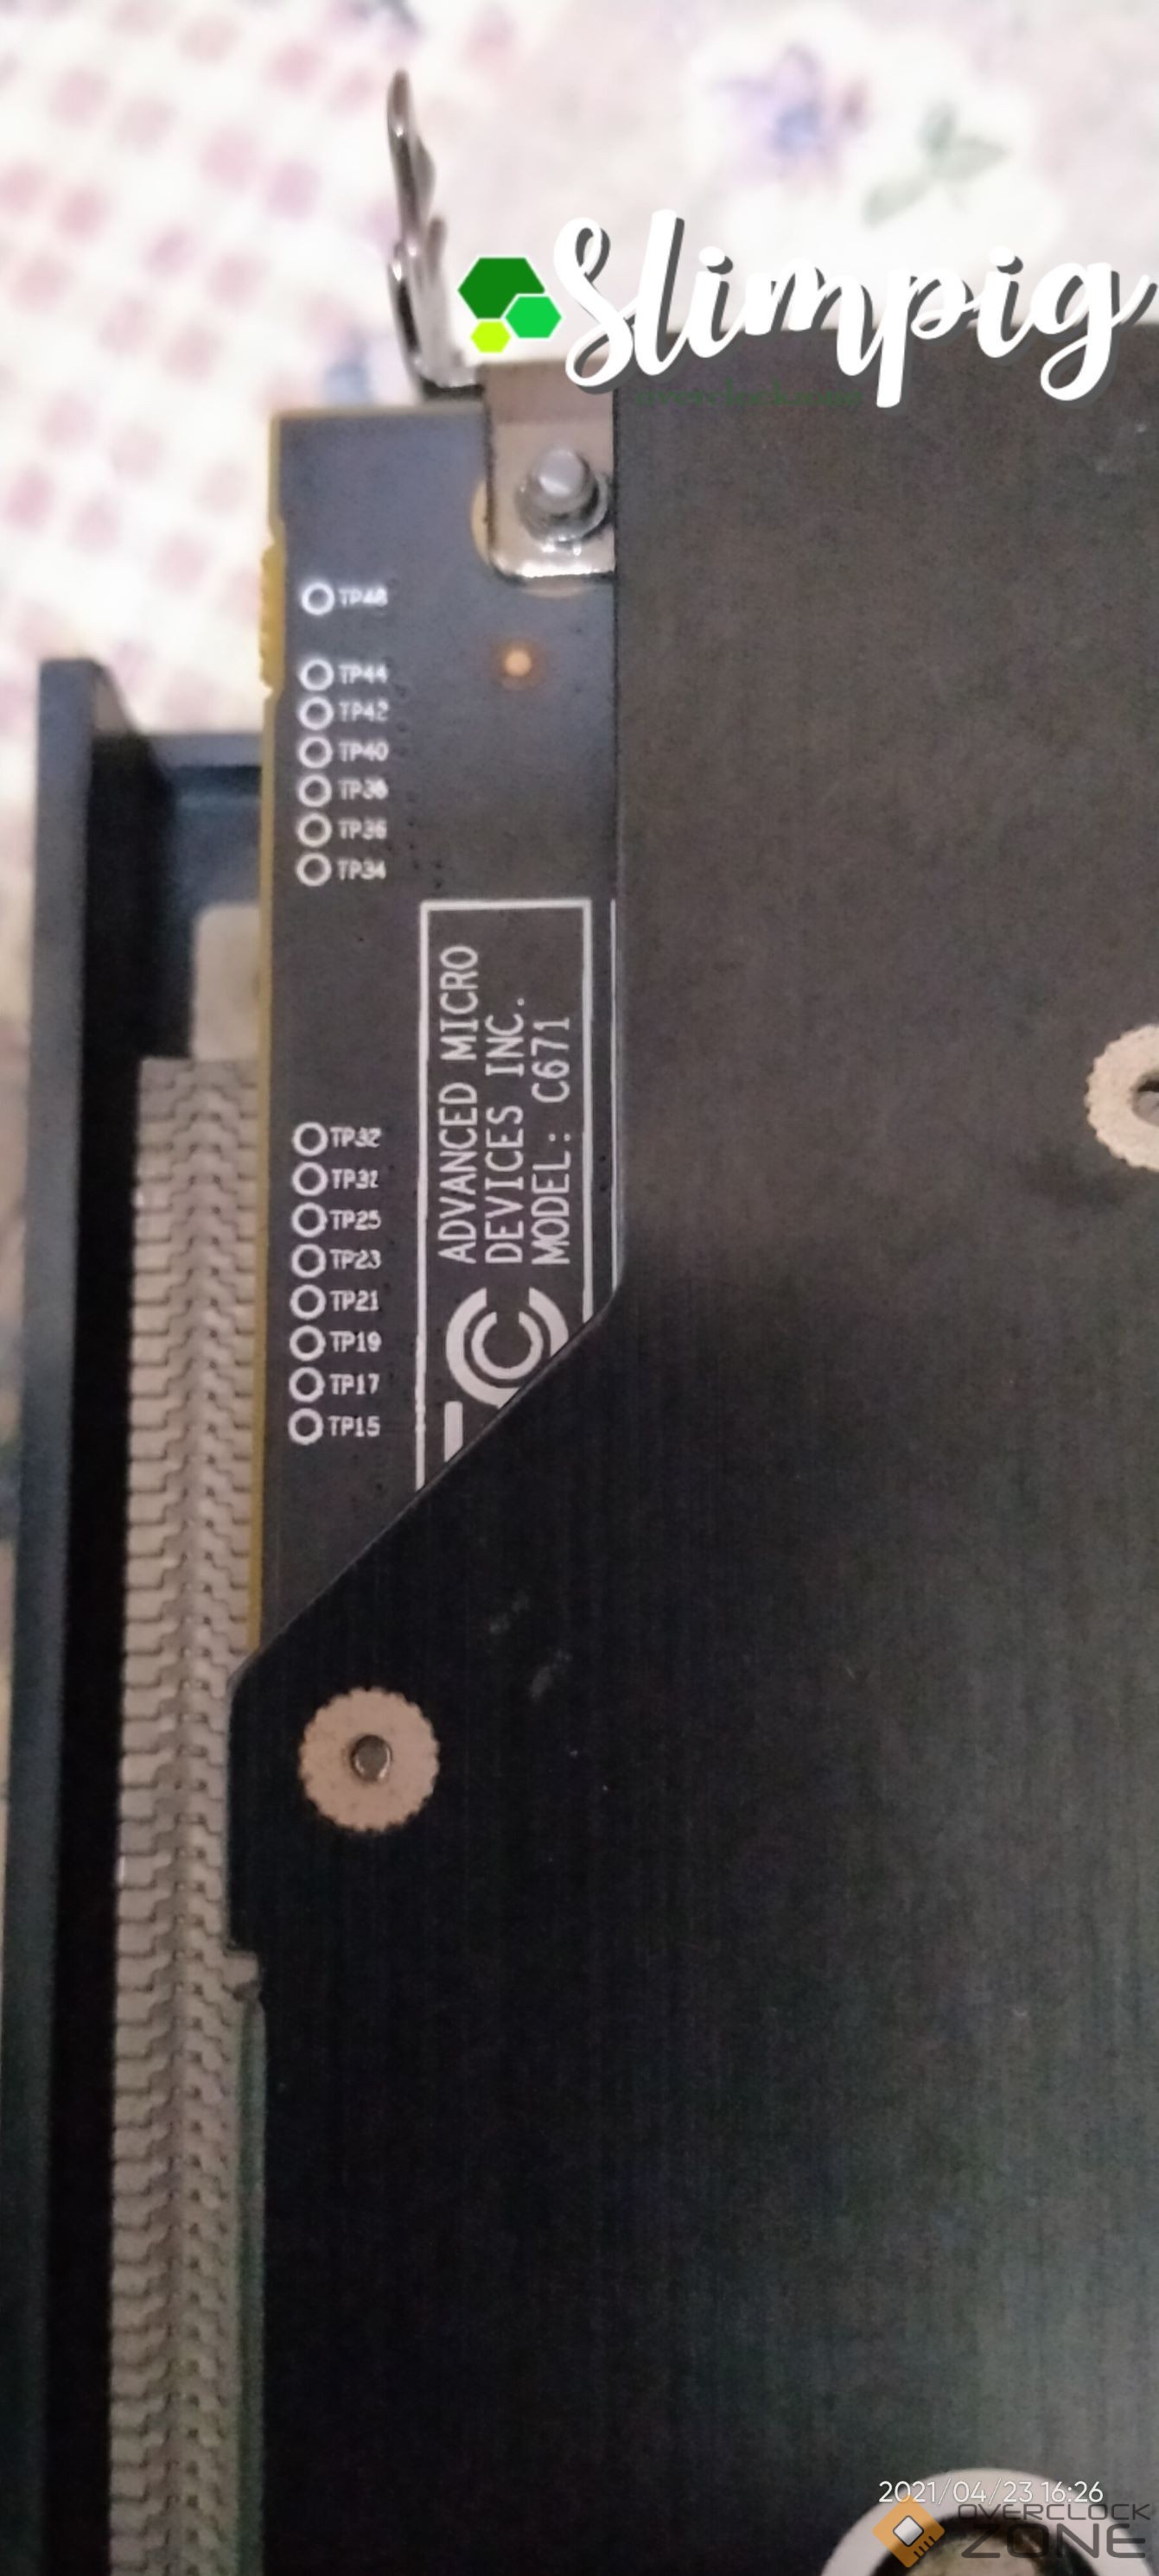 Slimpig
TP48
TP44
TP42
TP40
TP38
TP36
TP34
ADVANCED MICRO
DEVICES INC.
MODEL: C671
TP32
TP31
TP25
TP23
TP21
TP19
TP17
TP15
2021/04/23 16:26
OVERCLOCK
ZONE